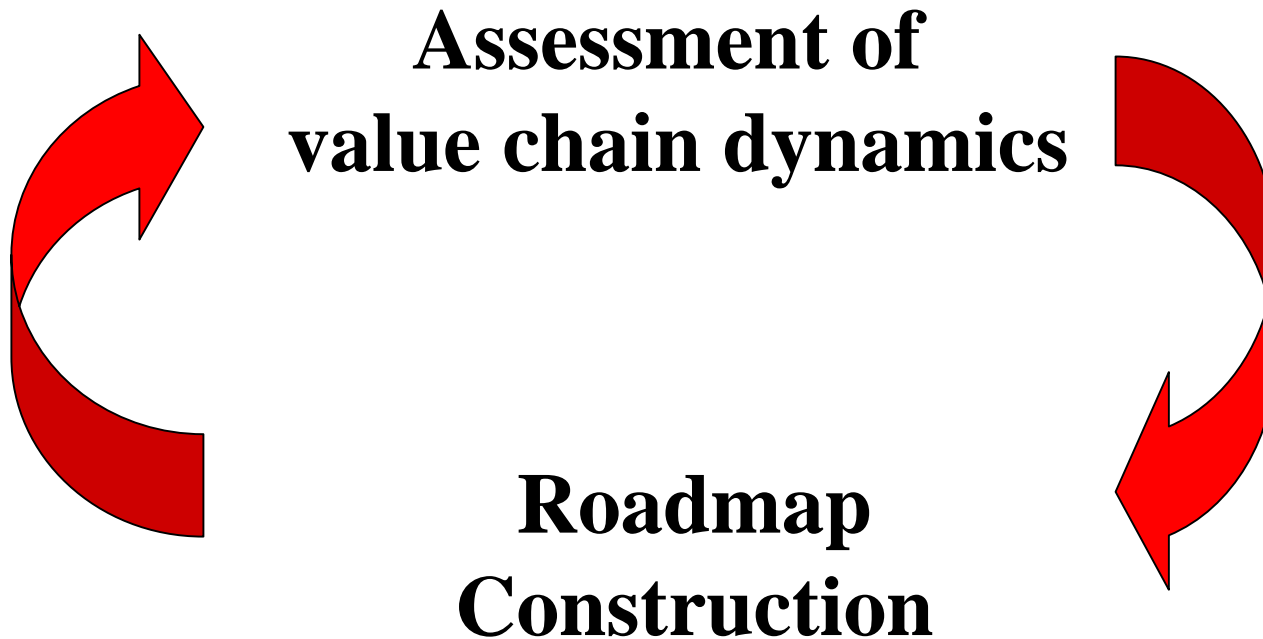 Assessment of
value chain dynamics
Roadmap
Construction